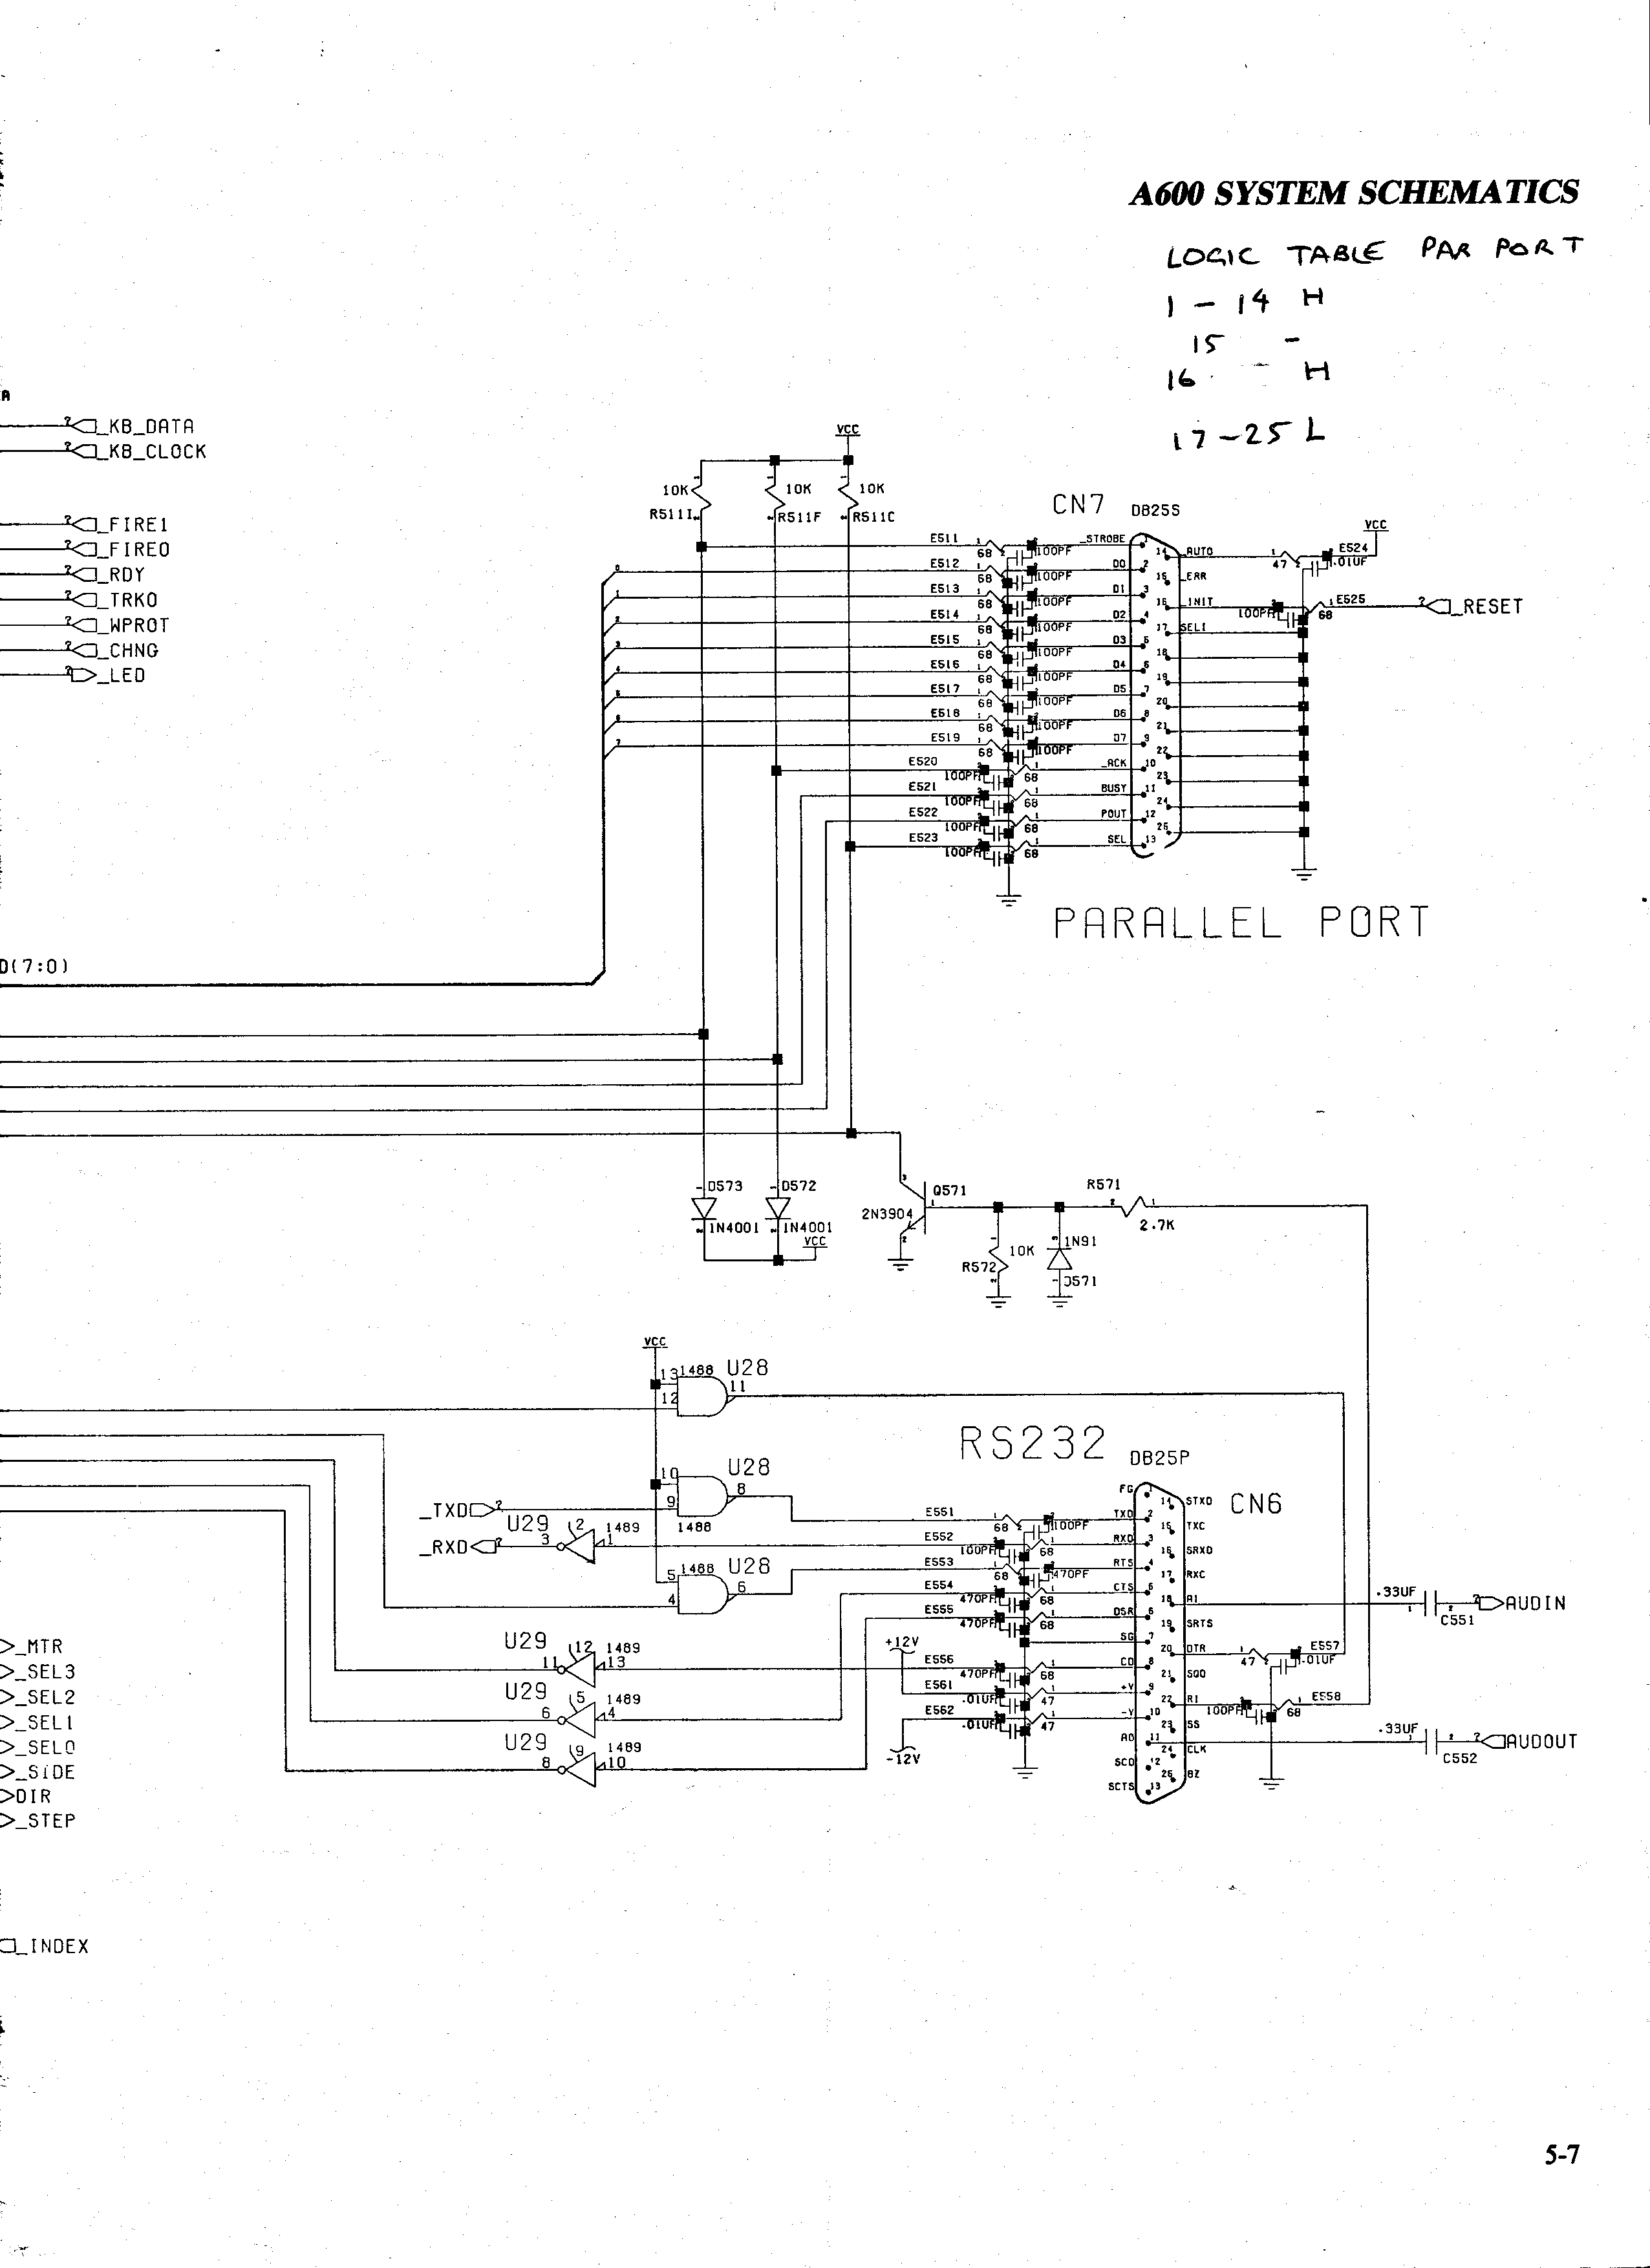 A600 SYSTEM SCHEMATICS
LOGIC TABLE PAR PORT
1 - 14 H
15 -
16 - H
17-25 L
_KB_DATA
_KB_CLOCK
_FIRE1
_FIRE0
_RDY
_TRK0
_WPROT
_CHNG
_LED
VCC
10K 10K 10K
R511I R511F R511C
CN7 DB25S
VCC
E511 68 100PF _STROBE 1
E512 68 100PF D0 2
E513 68 100PF D1 3
E514 68 100PF D2 4
E515 68 100PF D3 5
E516 68 100PF D4 6
E517 68 100PF D5 7
E518 68 100PF D6 8
E519 68 100PF D7 9
E520 100PF 68 _ACK 10
E521 100PF 68 BUSY 11
E522 100PF 68 POUT 12
E523 100PF 68 SEL 13
14 _AUTO 47 E524 .01UF
15 _ERR
16 _INIT 100PF E525 68 _RESET
17 SEL1
18
19
20
21
22
23
24
25
PARALLEL PORT
D(7:0)
D573 D572
1N4001 1N4001
VCC
Q571
2N3904
R571
2.7K
10K
R572
1N91
D571
VCC
13 1488 U28
12 11
10 U28
9 8
1488
_TXD
_RXD
U29 2 1489
3 1
5 1488 U28
4 6
U29 12 1489
11 13
U29 5 1489
6 4
U29 9 1489
8 10
RS232 DB25P
CN6
FG 1
E551 68 100PF TXD 2
E552 100PF 68 RXD 3
E553 68 470PF RTS 4
E554 470PF 68 CTS 5
E555 470PF 68 DSR 6
SG 7
+12V
E556 470PF 68 CD 8
E561 .01UF 47 +V 9
E562 .01UF 47 -V 10
-12V
AO 11
SCD 12
SCTS 13
14 STXD
15 TXC
16 SRXD
17 RXC
18 AI .33UF C551 AUDIN
19 SRTS
20 DTR 47 E557 .01UF
21 SQD
22 RI 100PF 68 E558
23 SS
24 CLK
25 BZ
.33UF C552 AUDOUT
_MTR
_SEL3
_SEL2
_SEL1
_SEL0
_SIDE
DIR
_STEP
_INDEX
5-7